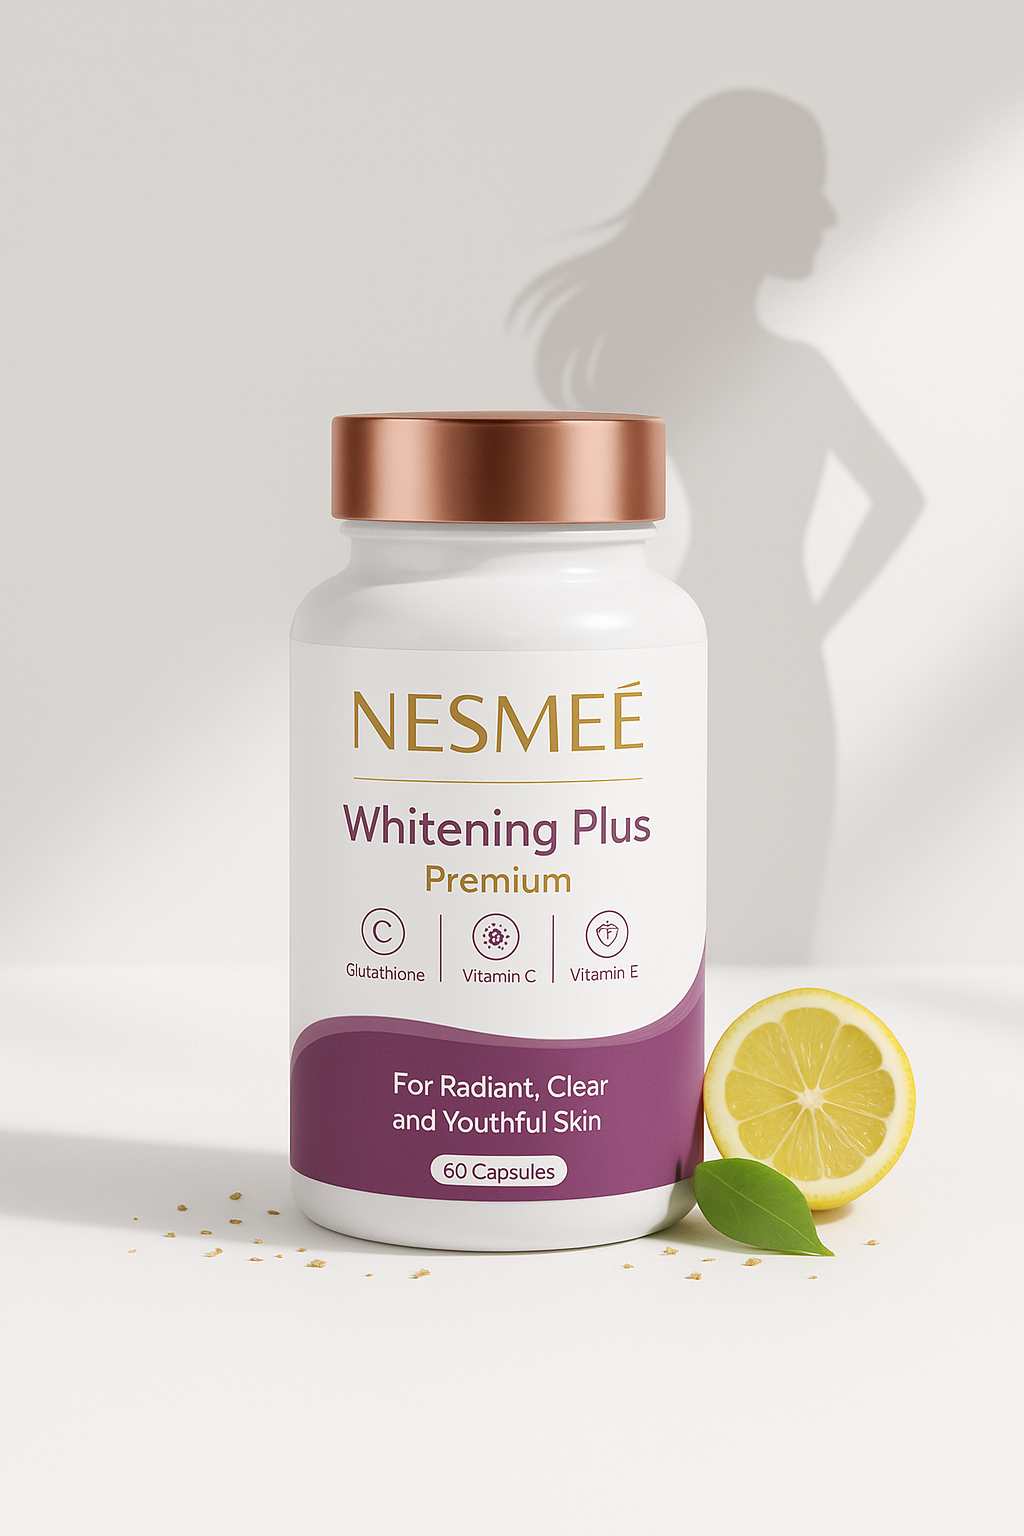 NESMEÉ
Whitening Plus
Premium
C
Glutathione
Vitamin C
Vitamin E
For Radiant, Clear
and Youthful Skin
60 Capsules